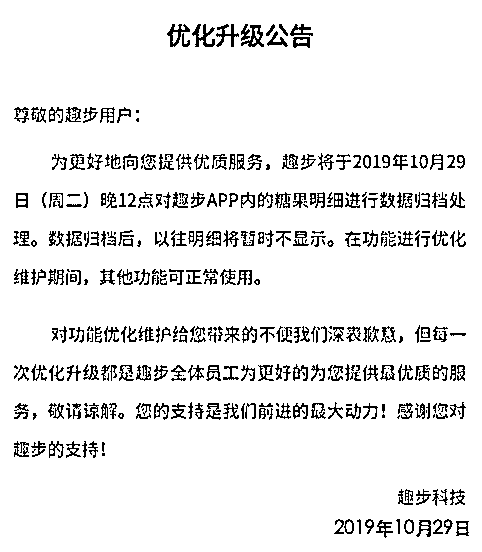 优化升级公告
尊敬的趣步用户：
为更好地向您提供优质服务，趣步将于2019年10月29
日（周二）晚12点对趣步APP内的糖果明细进行数据归档处
理。数据归档后，以往明细将暂时不显示。在功能进行优化
维护期间，其他功能可正常使用。
对功能优化维护给您带来的不便我们深表歉意，但每一
次优化升级都是趣步全体员工为更好的为您提供最优质的服
务，敬请谅解。您的支持是我们前进的最大动力！感谢您对
趣步的支持！
趣步科技
2019年10月29日